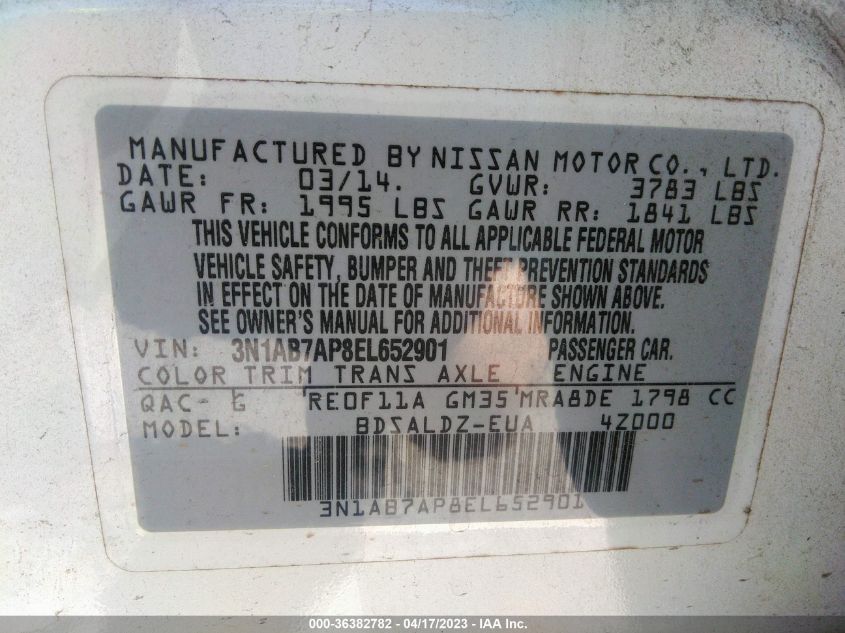 MANUFACTURED BY NISSAN MOTOR CO., LTD.
DATE: 03/14. GVWR: 3783 LBS
GAWR FR: 1995 LBS GAWR RR: 1841 LBS
THIS VEHICLE CONFORMS TO ALL APPLICABLE FEDERAL MOTOR
VEHICLE SAFETY, BUMPER AND THEFT PREVENTION STANDARDS
IN EFFECT ON THE DATE OF MANUFACTURE SHOWN ABOVE.
SEE OWNER'S MANUAL FOR ADDITIONAL INFORMATION.
VIN: 3N1AB7AP8EL652901 PASSENGER CAR.
COLOR TRIM TRANS AXLE ENGINE
QAC- G RE0F11A GM35 MRA8DE 1798 CC
MODEL: BDSALDZ-EUA 4Z000
3N1AB7AP8EL652901
000-36382782 - 04/17/2023 - IAA Inc.